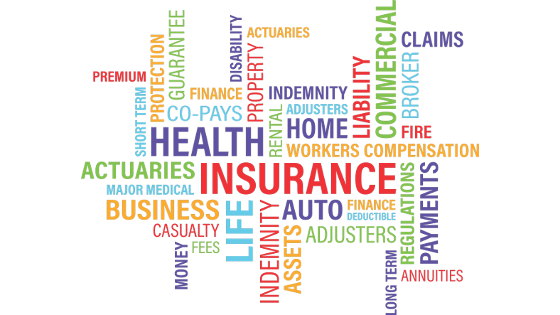 GUARANTEE
DISABILITY
ACTUARIES
COMMERCIAL
PROTECTION
PROPERTY
CLAIMS
PREMIUM
LIABILITY
BROKER
SHORT TERM
FINANCE
INDEMNITY
CO-PAYS
RENTAL
ADJUSTERS
HEALTH
HOME
FIRE
WORKERS COMPENSATION
ACTUARIES
INSURANCE
REGULATIONS
PAYMENTS
MAJOR MEDICAL
BUSINESS
LIFE
INDEMNITY
AUTO
FINANCE
DEDUCTIBLE
CASUALTY
ASSETS
ADJUSTERS
MONEY
FEES
LONG TERM
ANNUITIES